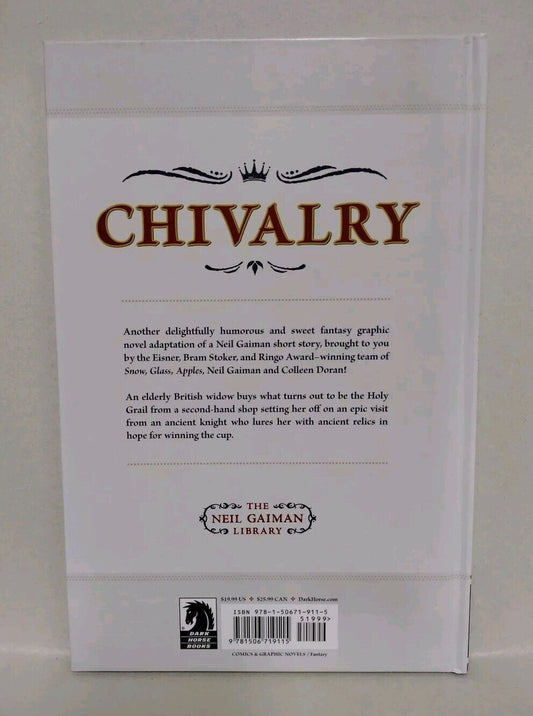 CHIVALRY
Another delightfully humorous and sweet fantasy graphic
novel adaptation of a Neil Gaiman short story, brought to you
by the Eisner, Bram Stoker, and Ringo Award–winning team of
Snow, Glass, Apples, Neil Gaiman and Colleen Doran!
An elderly British widow buys what turns out to be the Holy
Grail from a second-hand shop setting her off on an epic visit
from an ancient knight who lures her with ancient relics in
hope for winning the cup.
THE
NEIL GAIMAN
LIBRARY
$19.99 US ✤ $25.99 CAN ✤ DarkHorse.com
ISBN 978-1-50671-911-5
51999>
9 781506 719115
DARK
HORSE
BOOKS
COMICS & GRAPHIC NOVELS / Fantasy